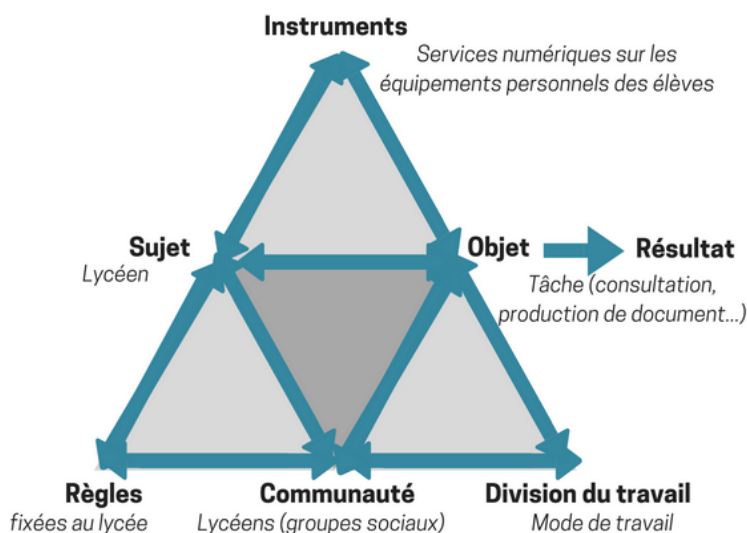 Instruments
Services numériques sur les
équipements personnels des élèves
Sujet
Lycéen
Objet
Résultat
Tâche (consultation,
production de document...)
Règles
fixées au lycée
Communauté
Lycéens (groupes sociaux)
Division du travail
Mode de travail